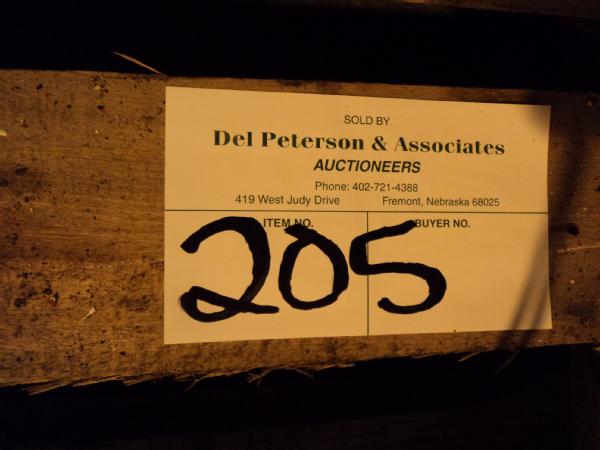 SOLD BY
Del Peterson & Associates
AUCTIONEERS
Phone: 402-721-4388
419 West Judy Drive Fremont, Nebraska 68025
ITEM NO. BUYER NO.
205